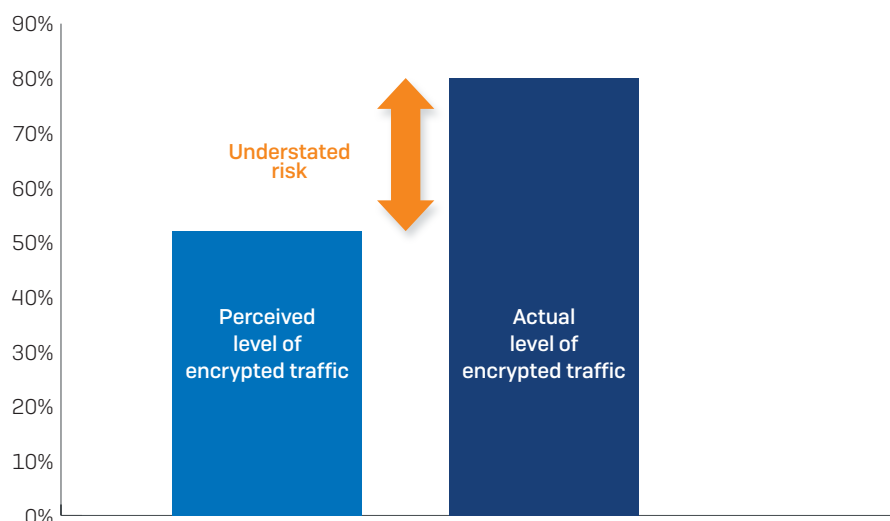 90%
80%
70%
60%
50%
40%
30%
20%
10%
0%
Understated
risk
Perceived
level of
encrypted traffic
Actual
level of
encrypted traffic